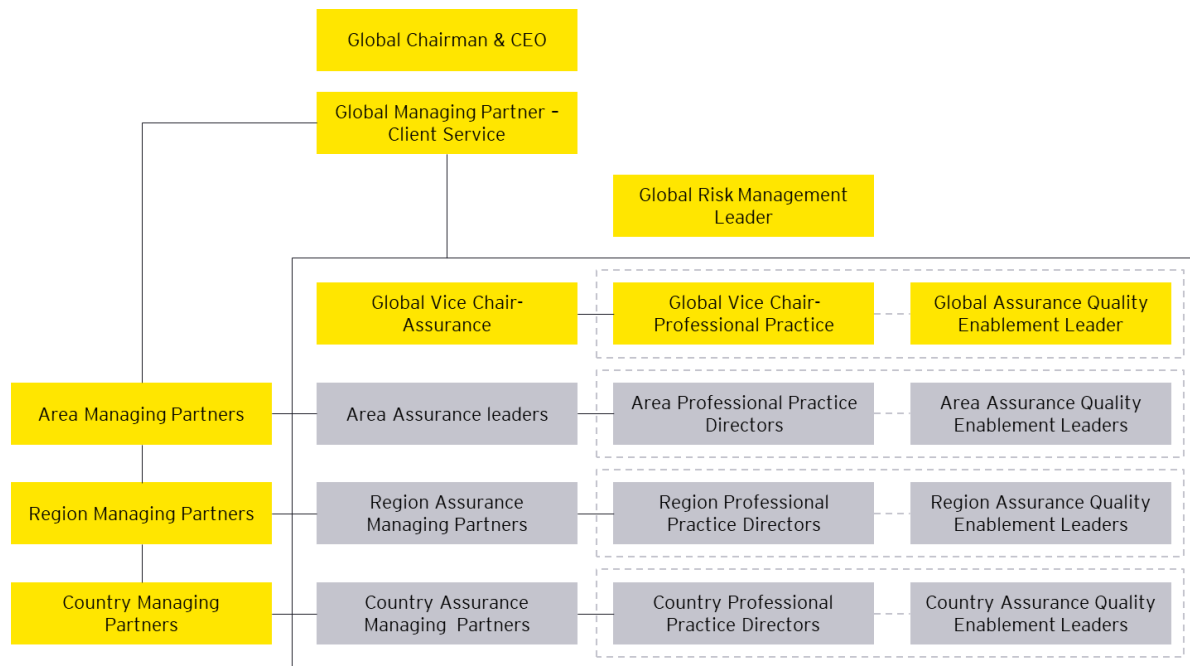 Global Chairman & CEO
Global Managing Partner –
Client Service
Global Risk Management
Leader
Global Vice Chair-
Assurance
Global Vice Chair-
Professional Practice
Global Assurance Quality
Enablement Leader
Area Managing Partners
Area Assurance leaders
Area Professional Practice
Directors
Area Assurance Quality
Enablement Leaders
Region Managing Partners
Region Assurance
Managing Partners
Region Professional
Practice Directors
Region Assurance Quality
Enablement Leaders
Country Managing
Partners
Country Assurance
Managing Partners
Country Professional
Practice Directors
Country Assurance Quality
Enablement Leaders